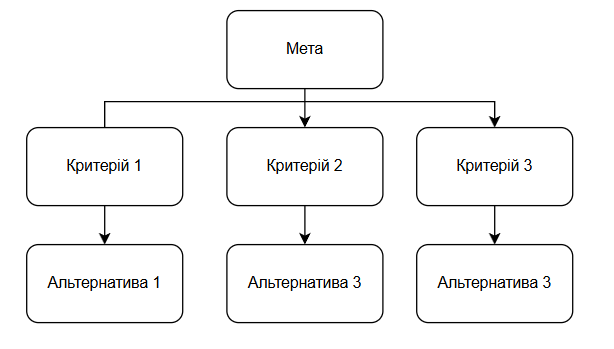 Мета
Критерій 1
Критерій 2
Критерій 3
Альтернатива 1
Альтернатива 3
Альтернатива 3